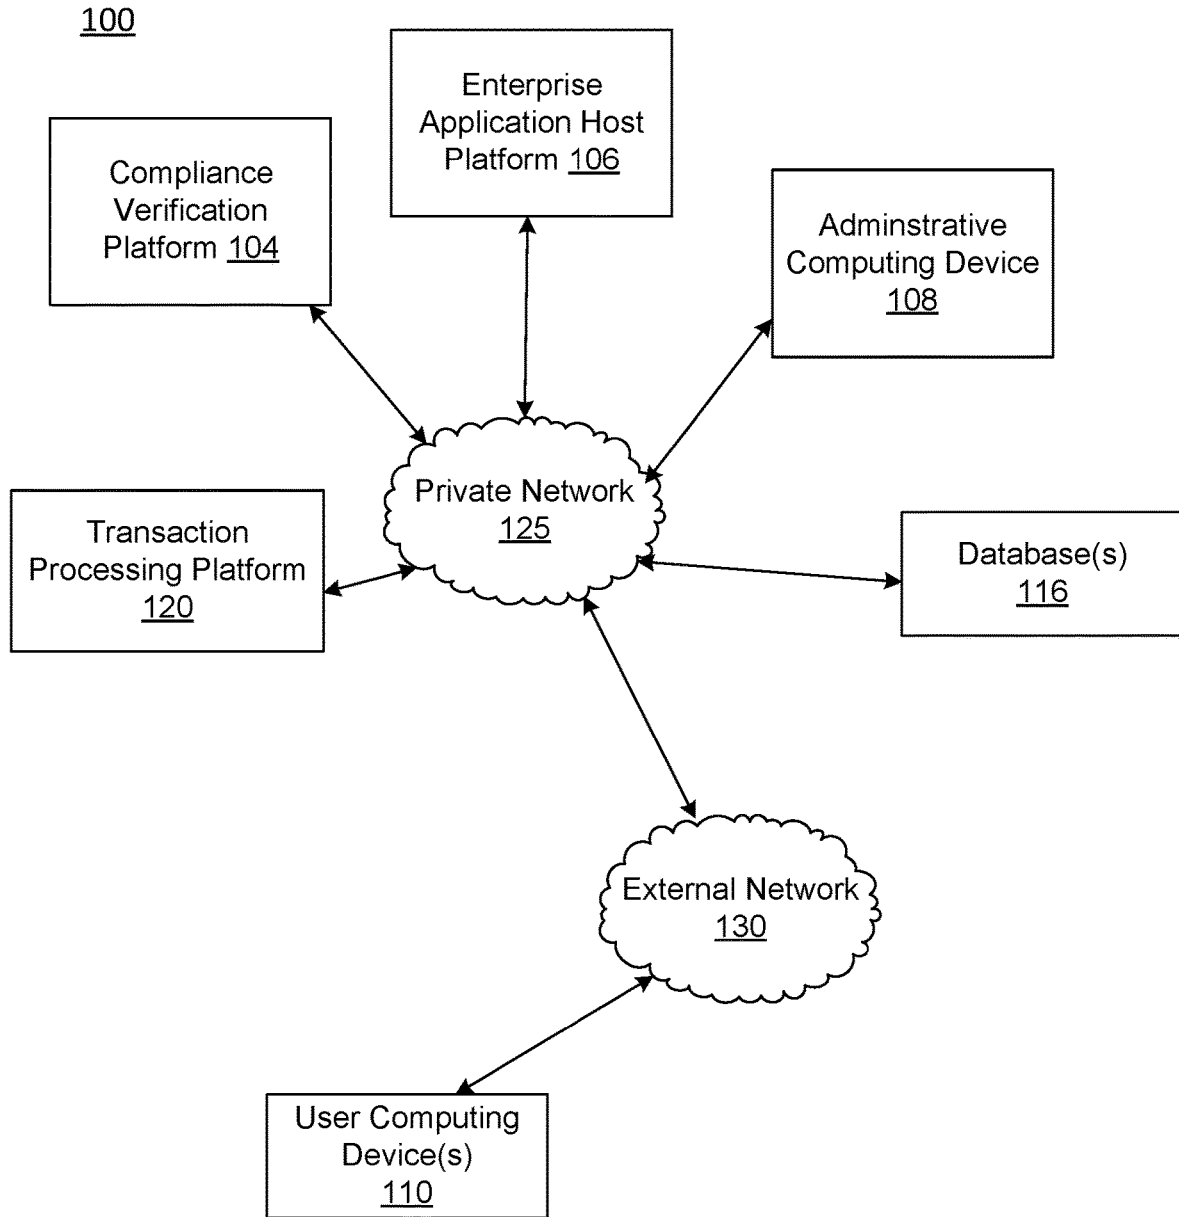 100
Enterprise
Application Host
Platform 106
Compliance
Verification
Platform 104
Adminstrative
Computing Device
108
Private Network
125
Transaction
Processing Platform
120
Database(s)
116
External Network
130
User Computing
Device(s)
110